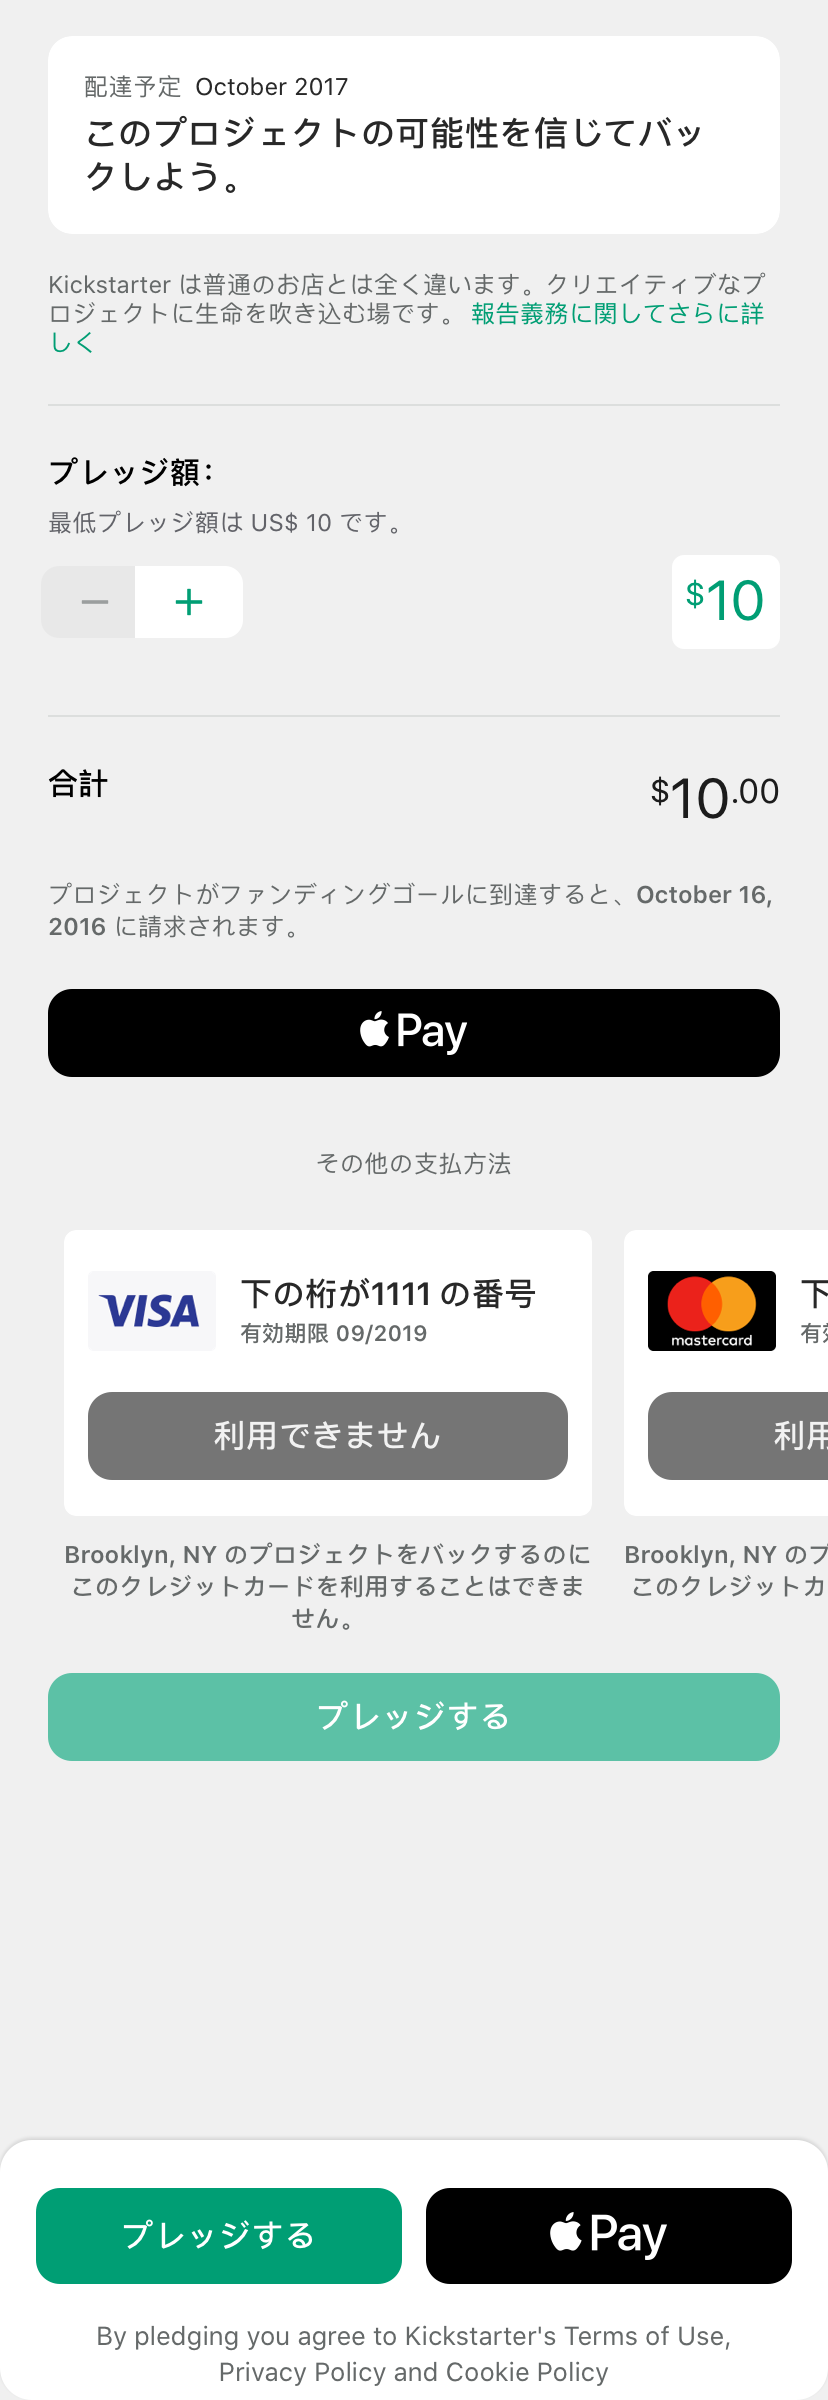 配達予定 October 2017
このプロジェクトの可能性を信じてバッ
クしよう。
Kickstarter は普通のお店とは全く違います。クリエイティブなプ
ロジェクトに生命を吹き込む場です。 報告義務に関してさらに詳
しく
プレッジ額：
最低プレッジ額は US$ 10 です。
− +
$10
合計
$10.00
プロジェクトがファンディングゴールに到達すると、October 16,
2016 に請求されます。
Pay
その他の支払方法
VISA
下の桁が1111 の番号
有効期限 09/2019
利用できません
Brooklyn, NY のプロジェクトをバックするのに
このクレジットカードを利用することはできま
せん。
mastercard
下
有効
利用
Brooklyn, NY のプ
このクレジットカ
プレッジする
プレッジする
Pay
By pledging you agree to Kickstarter's Terms of Use,
Privacy Policy and Cookie Policy